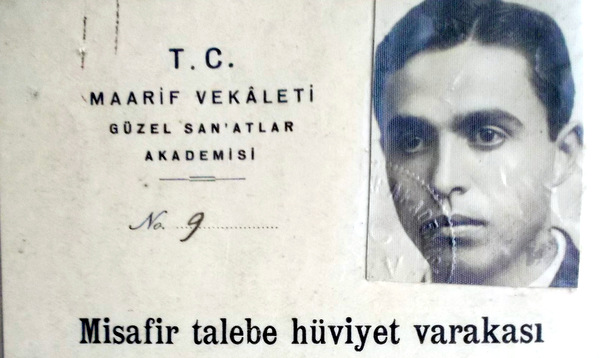 T. C.
MAARİF VEKÂLETİ
GÜZEL SAN'ATLAR
AKADEMİSİ
No. 9
Misafir talebe hüviyet varakası